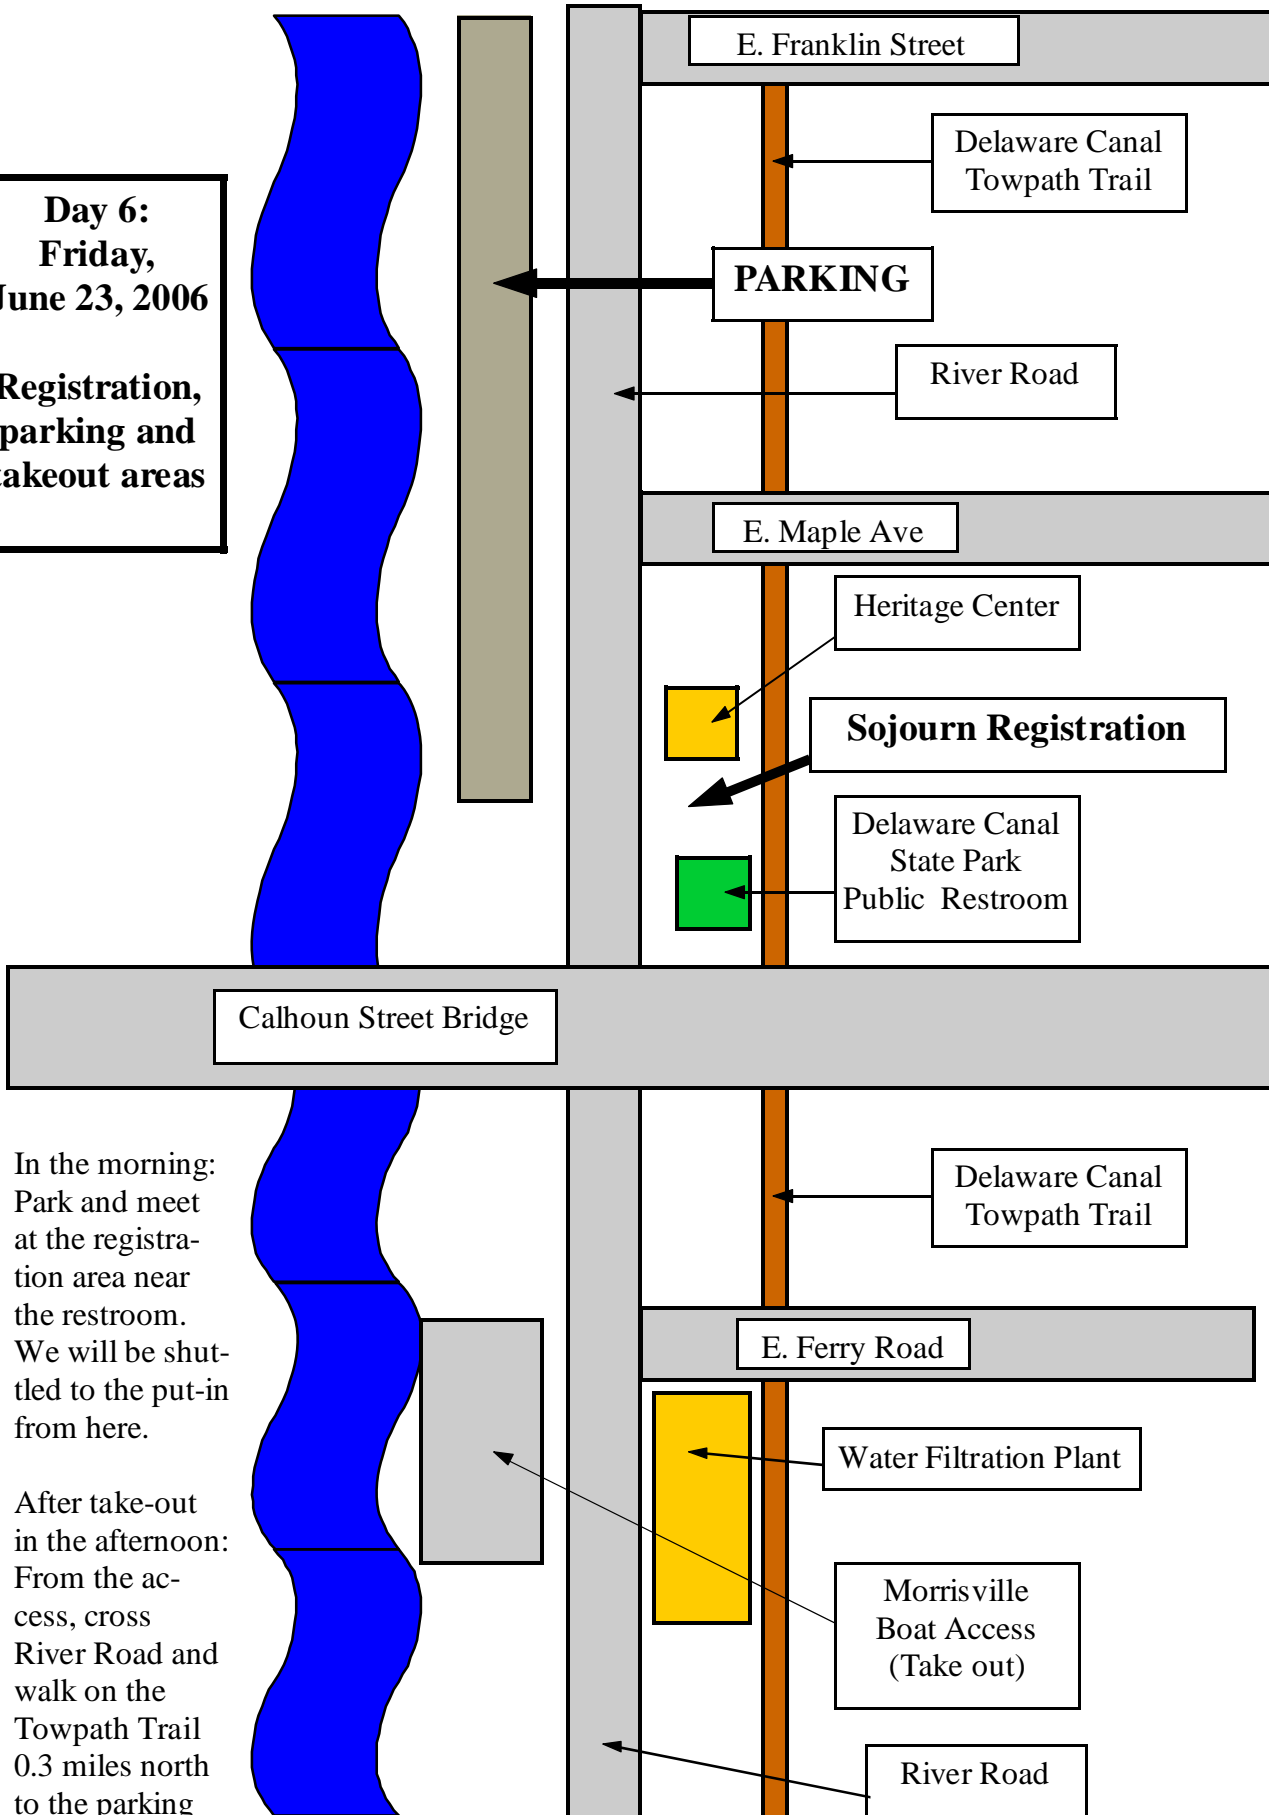 E. Franklin Street
Delaware Canal
Towpath Trail
Day 6:
Friday,
June 23, 2006
PARKING
River Road
Registration,
parking and
takeout areas
E. Maple Ave
Heritage Center
Sojourn Registration
Delaware Canal
State Park
Public Restroom
Calhoun Street Bridge
In the morning:
Park and meet
at the registra-
tion area near
the restroom.
We will be shut-
tled to the put-in
from here.
After take-out
in the afternoon:
From the ac-
cess, cross
River Road and
walk on the
Towpath Trail
0.3 miles north
to the parking
Delaware Canal
Towpath Trail
E. Ferry Road
Water Filtration Plant
Morrisville
Boat Access
(Take out)
River Road